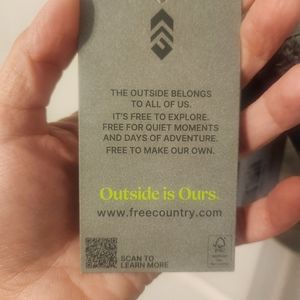 THE OUTSIDE BELONGS
TO ALL OF US.
IT'S FREE TO EXPLORE.
FREE FOR QUIET MOMENTS
AND DAYS OF ADVENTURE.
FREE TO MAKE OUR OWN.
Outside is Ours.
www.freecountry.com
SCAN TO
LEARN MORE
FSC